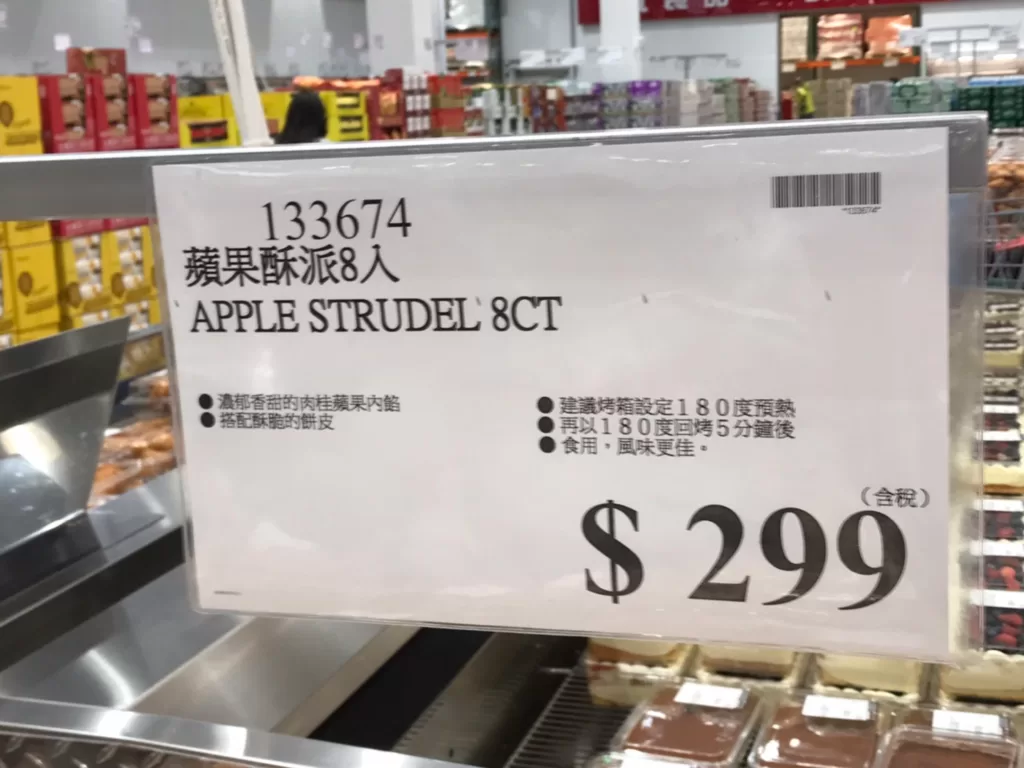 133674
*133674*
蘋果酥派8入
APPLE STRUDEL 8CT
●濃郁香甜的肉桂蘋果內餡
●搭配酥脆的餅皮
●建議烤箱設定１８０度預熱
●再以１８０度回烤５分鐘後
●食用，風味更佳。
（含稅）
$ 299